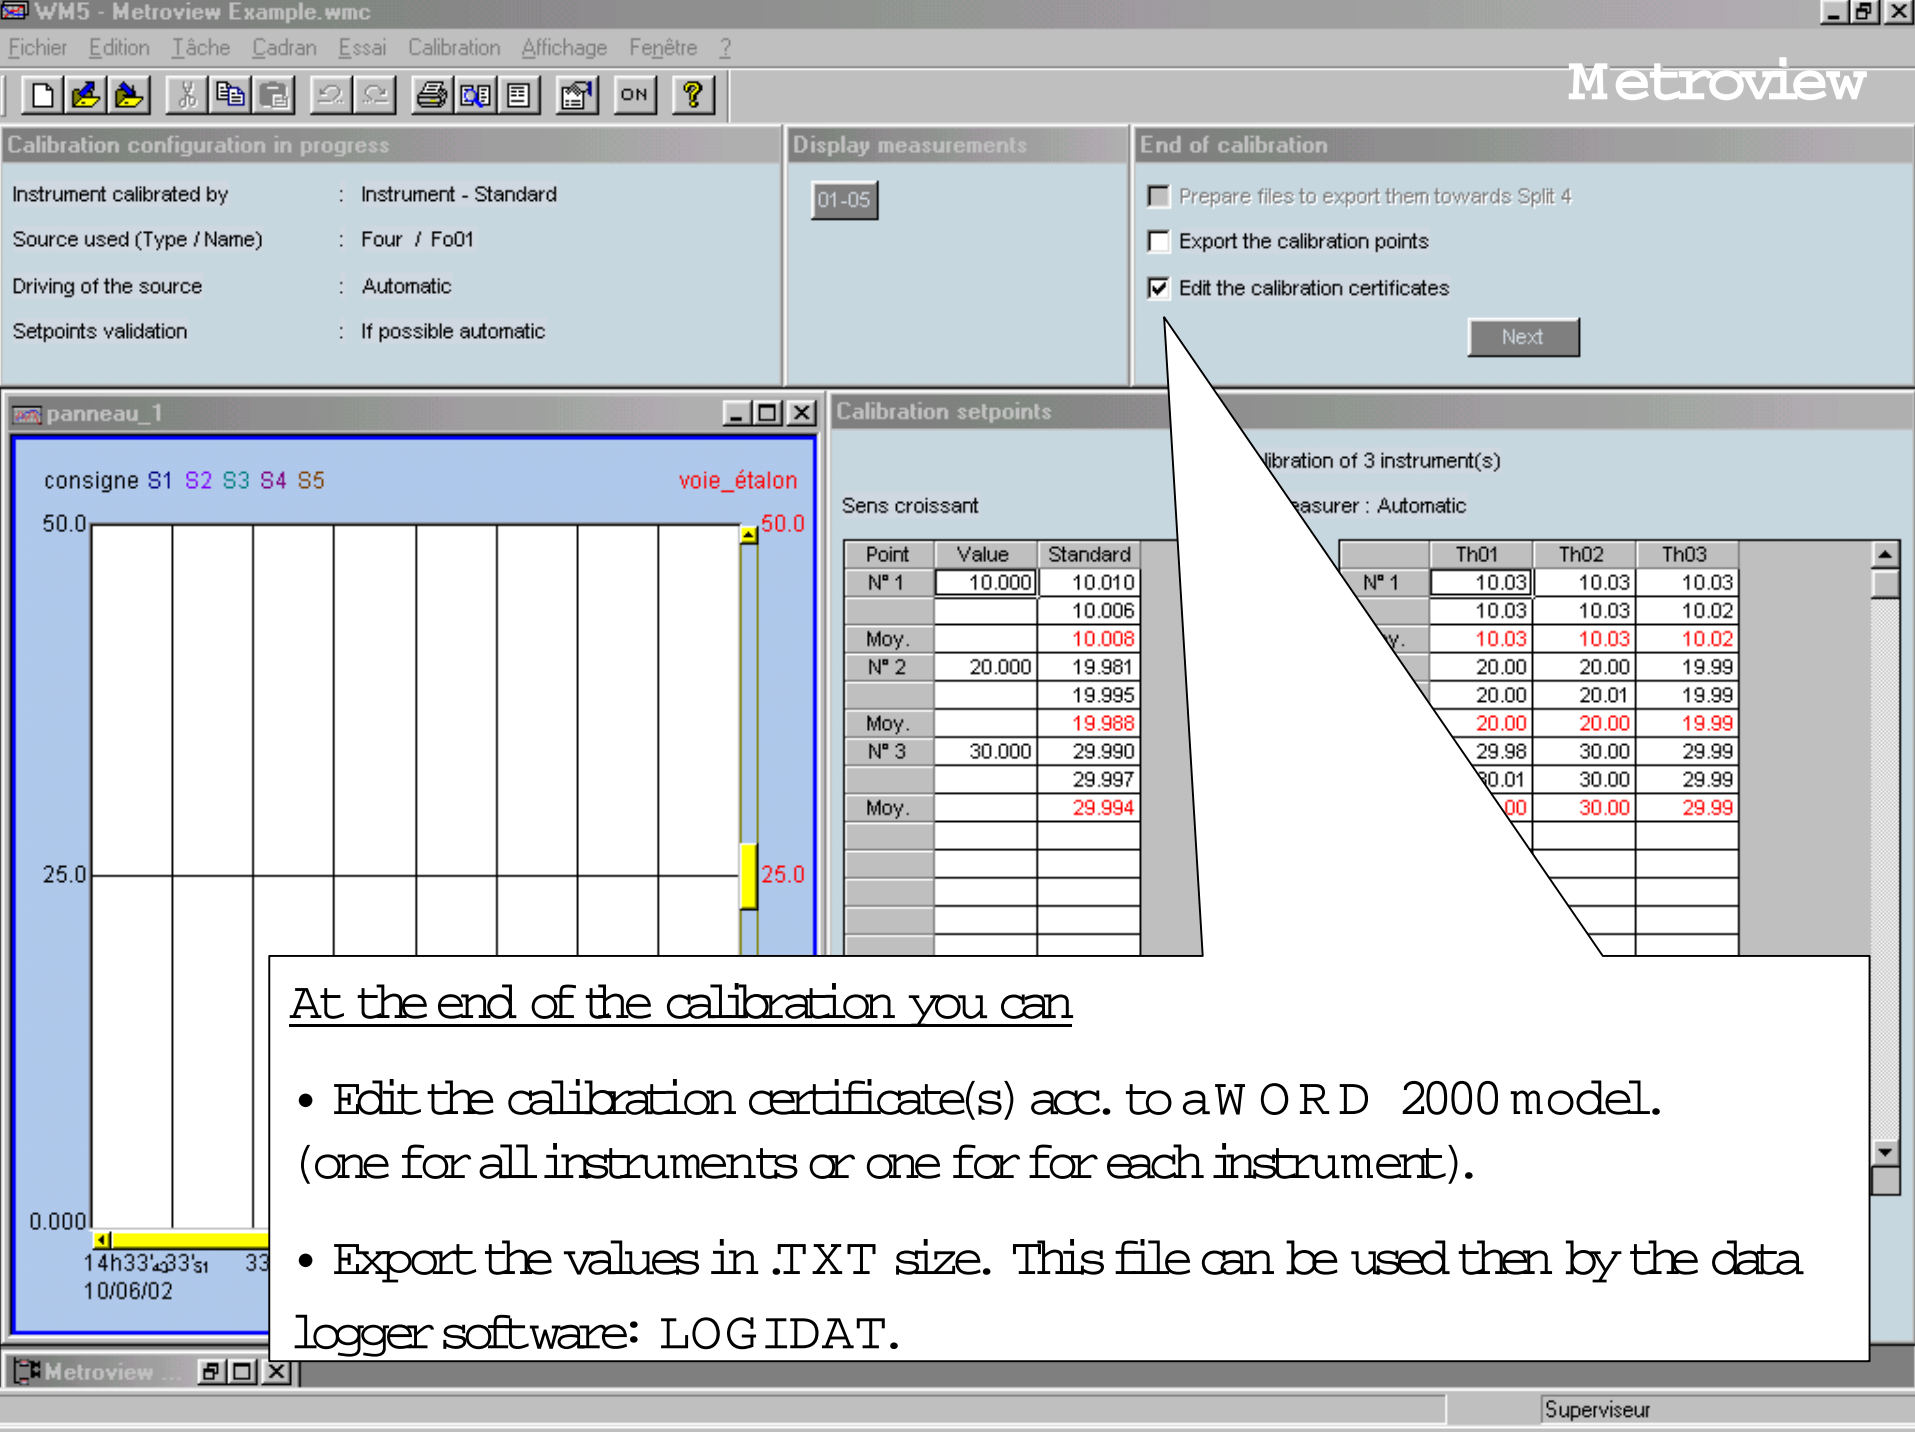 WM5 - Metroview Example.wmc
Fichier Edition Tâche Cadran Essai Calibration Affichage Fenêtre ?
ON
Metroview
Calibration configuration in progress
Instrument calibrated by : Instrument - Standard
Source used (Type / Name) : Four / Fo01
Driving of the source : Automatic
Setpoints validation : If possible automatic
Display measurements
01-05
End of calibration
Prepare files to export them towards Split 4
Export the calibration points
Edit the calibration certificates
Next
panneau_1
consigne S1 S2 S3 S4 S5 voie_étalon
50.0 50.0
25.0 25.0
0.000
10/06/02
Calibration setpoints
of 3 instrument(s)
Sens croissant : Automatic
Point Value Standard Th01 Th02 Th03
N° 1 10.000 10.010 N° 1 10.03 10.03 10.03
10.006 10.03 10.03 10.02
Moy. 10.008 10.03 10.03 10.02
N° 2 20.000 19.981 20.00 20.00 19.99
19.995 20.00 20.01 19.99
Moy. 19.988 20.00 20.00 19.99
N° 3 30.000 29.990 29.98 30.00 29.99
29.997 30.00 29.99
Moy. 29.994 30.00 29.99
At the end of the calibration you can
• Edit the calibration certificate(s) acc. to a WORD 2000 model.
(one for all instruments or one for for each instrument).
• Export the values in .TXT size. This file can be used then by the data
logger software: LOGIDAT.
Metroview ...
Superviseur